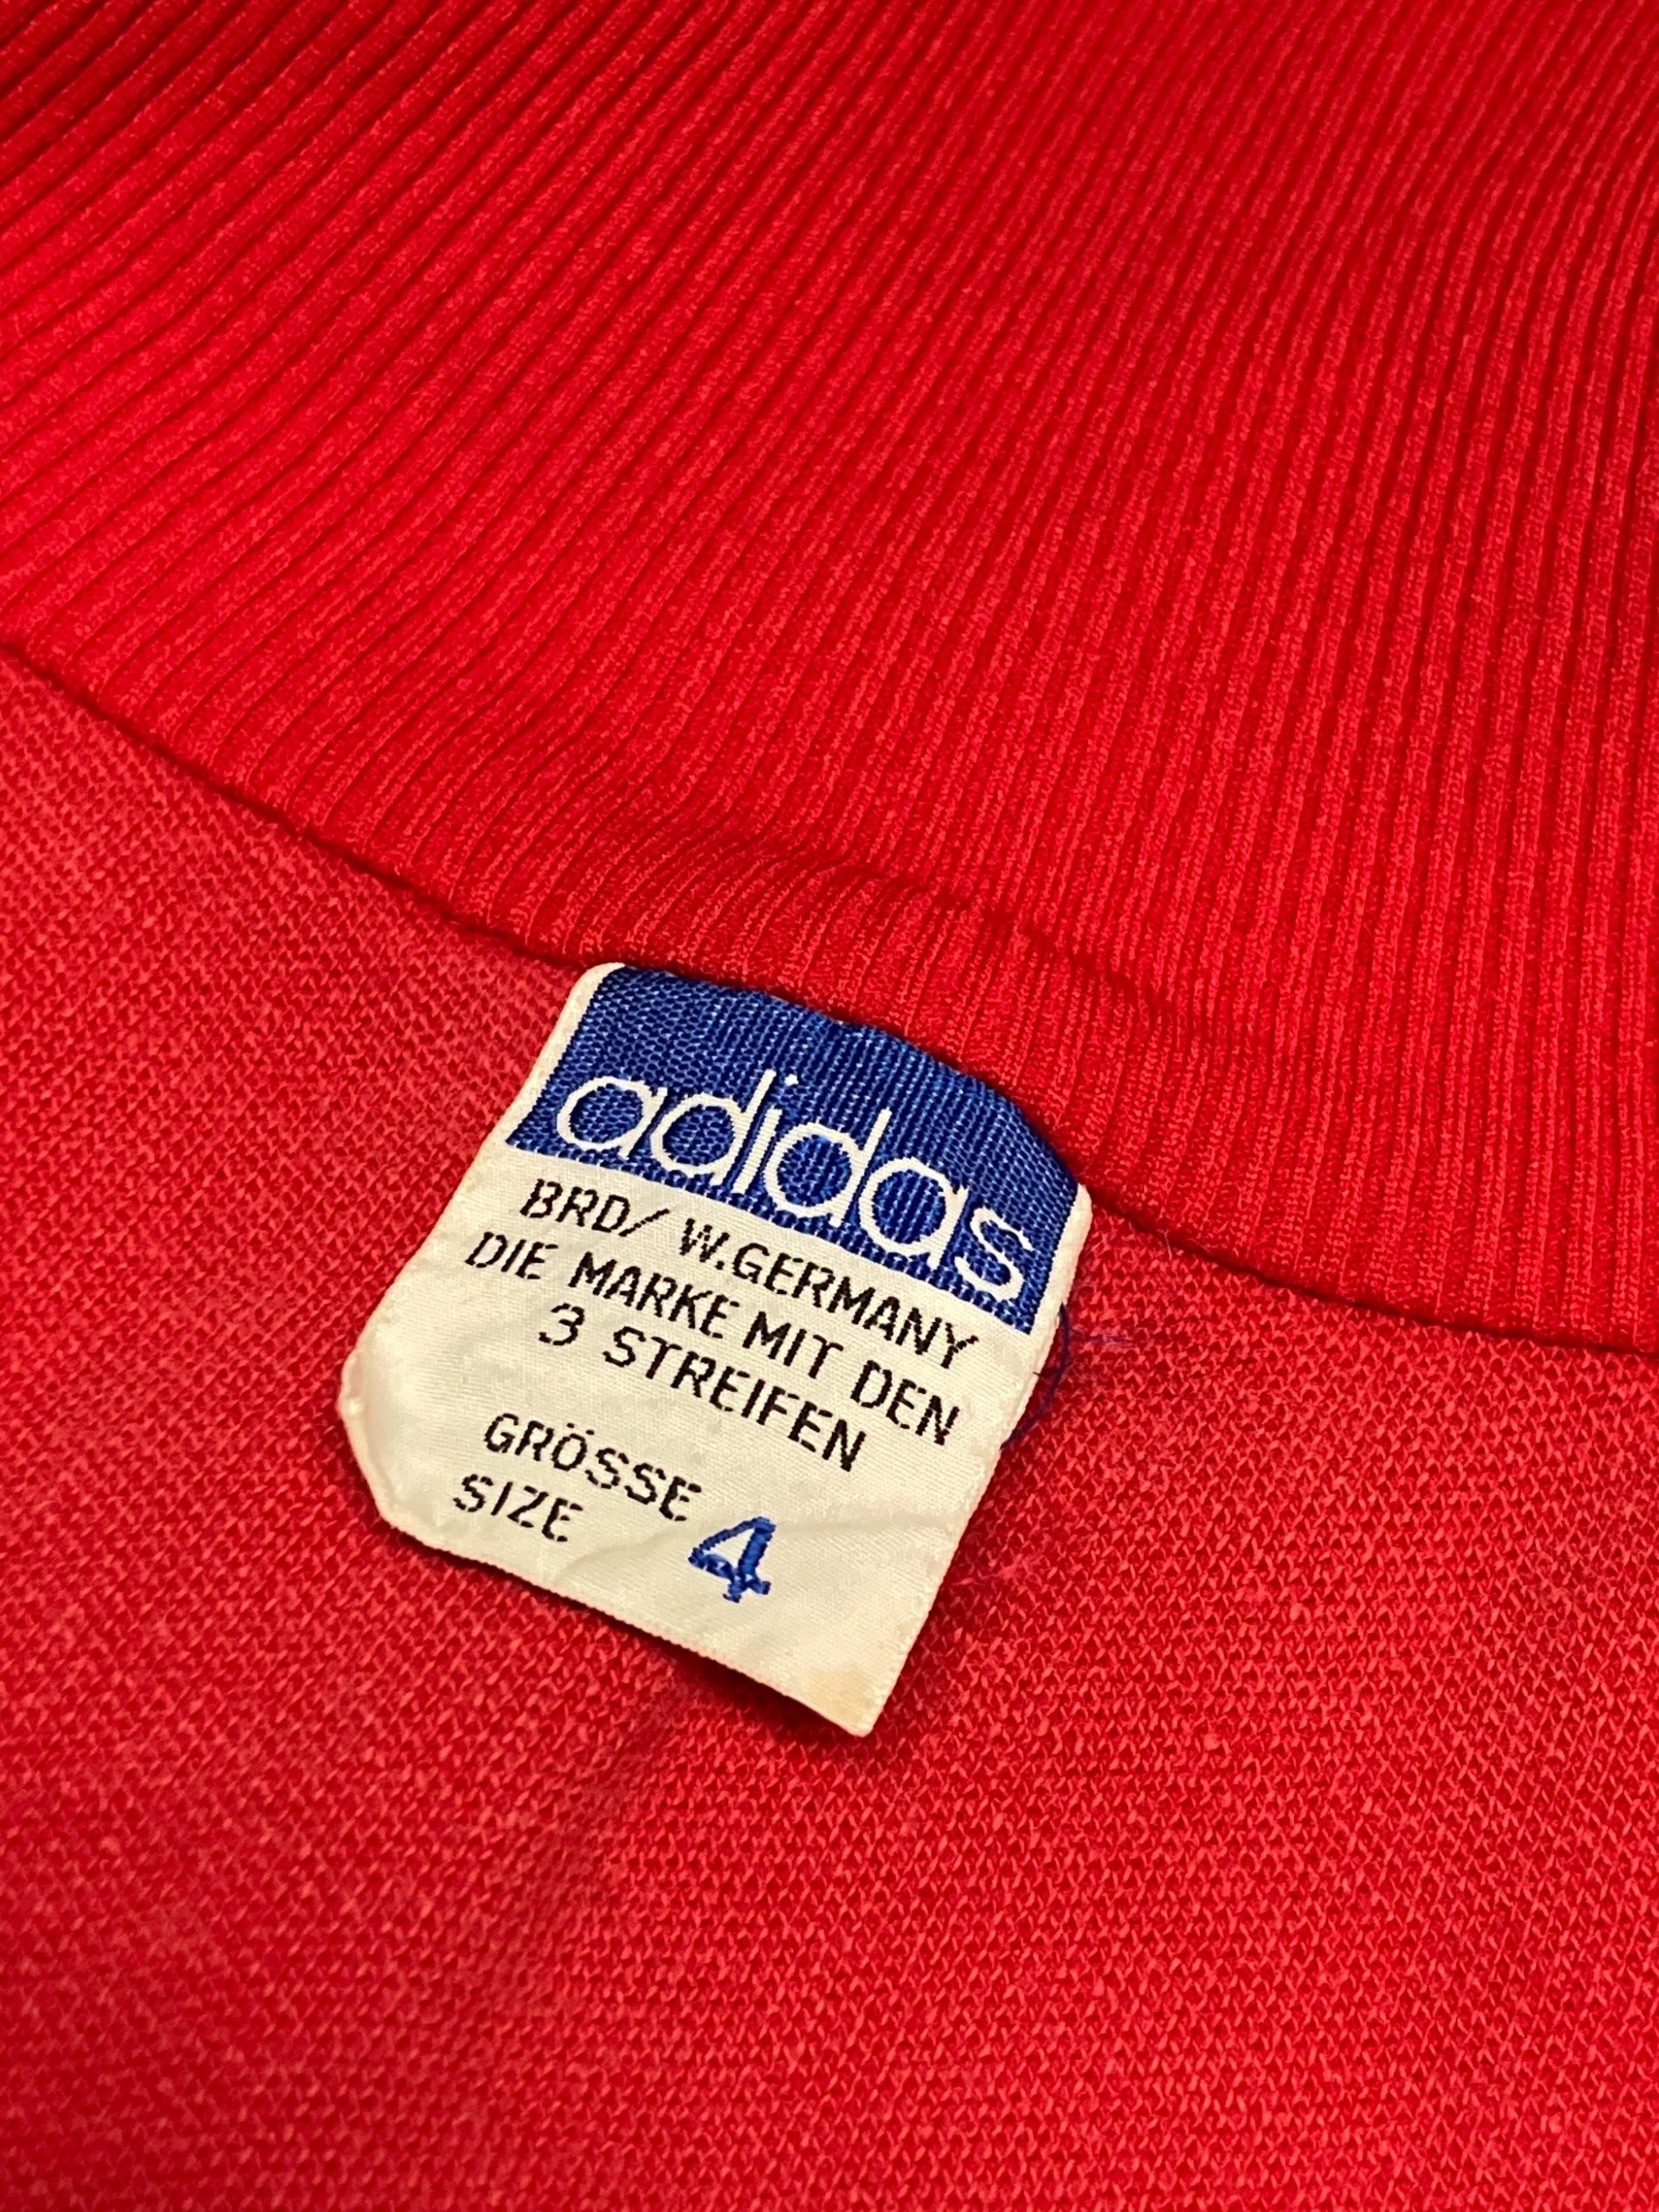 adidas
BRD/ W.GERMANY
DIE MARKE MIT DEN
3 STREIFEN
GRÖSSE
SIZE 4